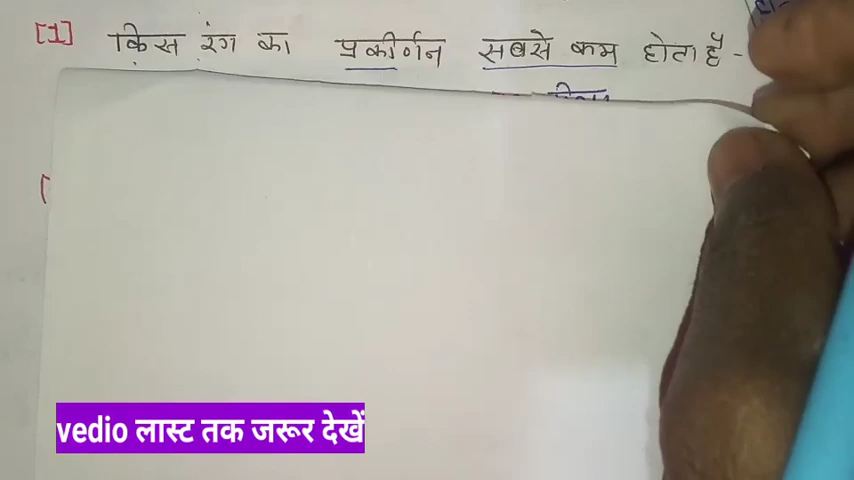 [1] किस रंग का प्रकीर्णन सबसे कम होता है -
[
vedio लास्ट तक जरूर देखें